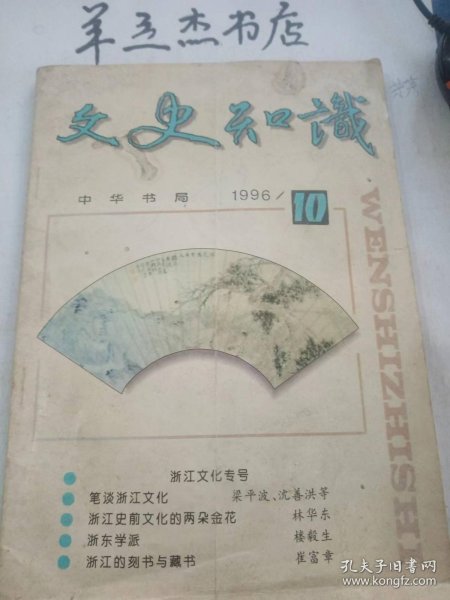 羊立杰书店
文史知識
中华书局 1996/10
WENSHIZHISHI
浙江文化专号
笔谈浙江文化 梁平波、沈善洪等
浙江史前文化的两朵金花 林华东
浙东学派 楼毅生
浙江的刻书与藏书 崔富章
孔夫子旧书网
www.kongfz.com